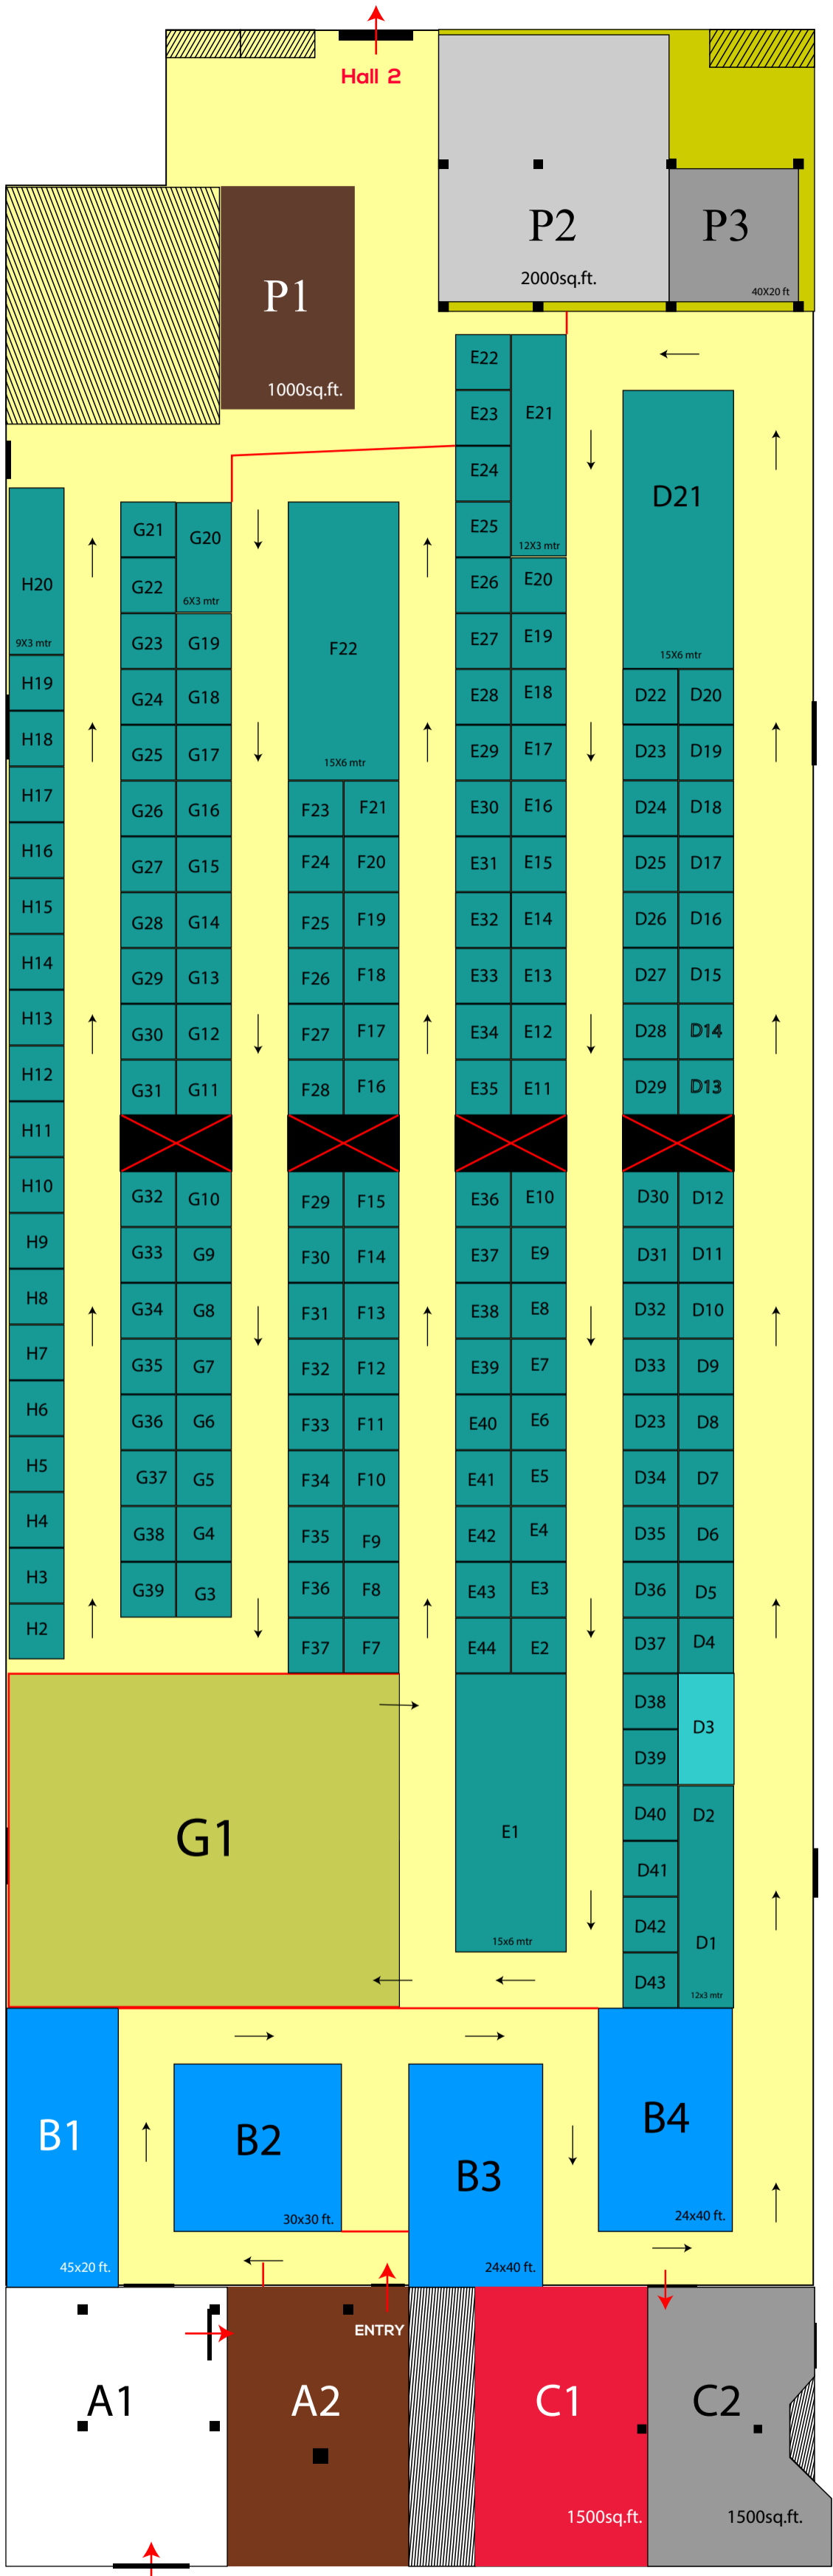 Hall 2
P2
2000sq.ft.
P3
40X20 ft
P1
1000sq.ft.
E22
E23
E24
E25
E26
E27
E28
E29
E30
E31
E32
E33
E34
E35
E21
12X3 mtr
E20
E19
E18
E17
E16
E15
E14
E13
E12
E11
D21
15X6 mtr
D22 D20
D23 D19
D24 D18
D25 D17
D26 D16
D27 D15
D28 D14
D29 D13
H20
9X3 mtr
H19
H18
H17
H16
H15
H14
H13
H12
H11
H10
H9
H8
H7
H6
H5
H4
H3
H2
G21
G22
G20
6X3 mtr
G23 G19
G24 G18
G25 G17
G26 G16
G27 G15
G28 G14
G29 G13
G30 G12
G31 G11
F22
15X6 mtr
F23 F21
F24 F20
F25 F19
F26 F18
F27 F17
F28 F16
G32 G10
G33 G9
G34 G8
G35 G7
G36 G6
G37 G5
G38 G4
G39 G3
F29 F15
F30 F14
F31 F13
F32 F12
F33 F11
F34 F10
F35 F9
F36 F8
F37 F7
E36 E10
E37 E9
E38 E8
E39 E7
E40 E6
E41 E5
E42 E4
E43 E3
E44 E2
D30 D12
D31 D11
D32 D10
D33 D9
D23 D8
D34 D7
D35 D6
D36 D5
D37 D4
D38
D39
D3
D40
D41
D42
D43
D2
D1
12x3 mtr
G1
E1
15x6 mtr
B1
45x20 ft.
B2
30x30 ft.
B3
24x40 ft.
B4
24x40 ft.
ENTRY
A1
A2
C1
1500sq.ft.
C2
1500sq.ft.